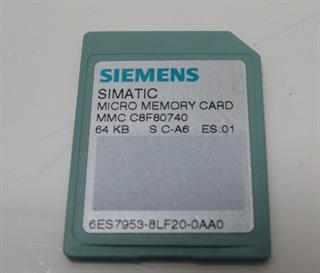 SIEMENS
SIMATIC
MICRO MEMORY CARD
MMC C8F80740
64 KB S C-A6 ES:01
6ES7953-8LF20-0AA0